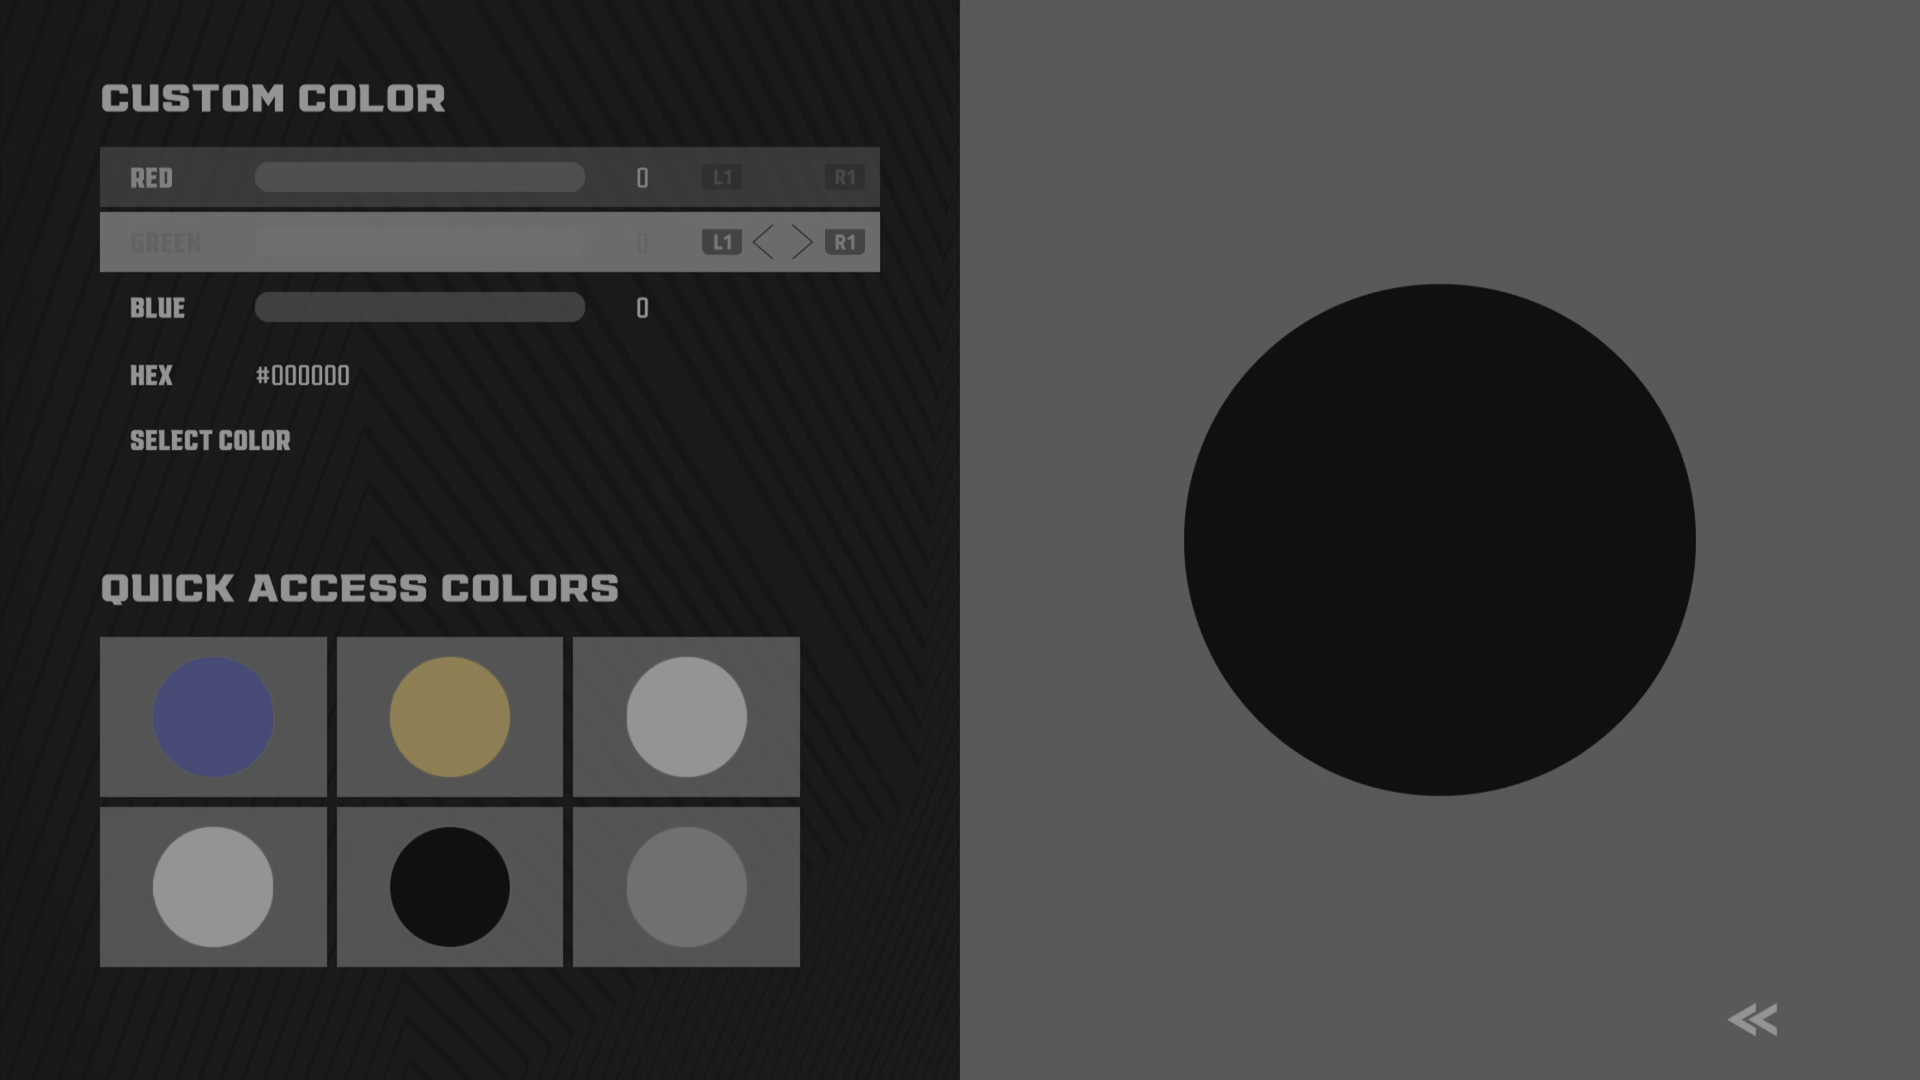 CUSTOM COLOR
RED 0 L1 R1
GREEN 0 L1 R1
BLUE 0
HEX #000000
SELECT COLOR
QUICK ACCESS COLORS